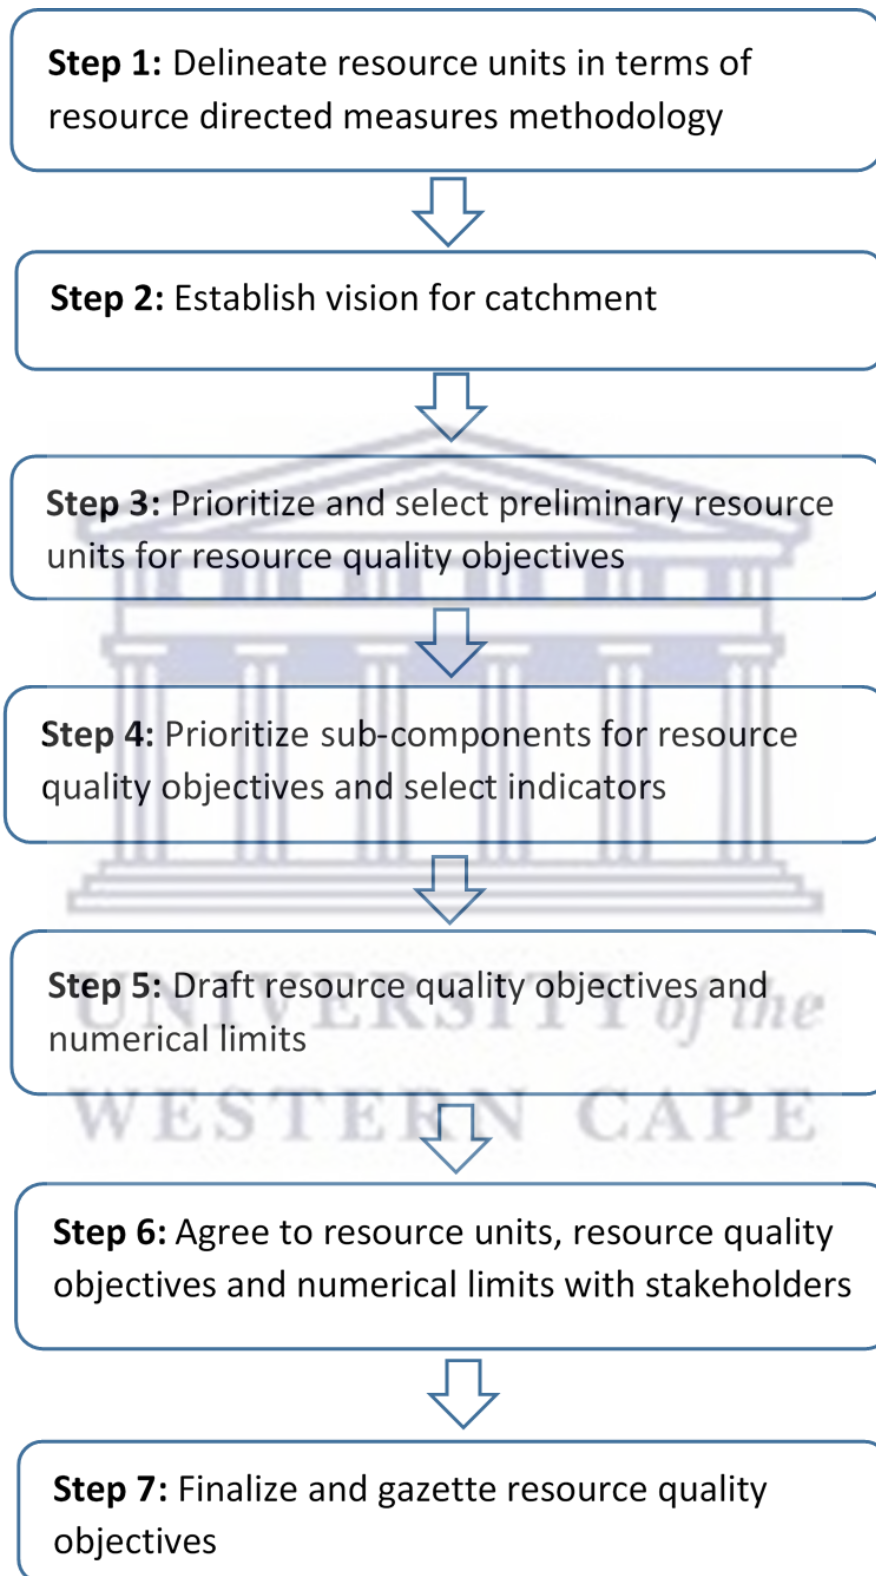 Step 1: Delineate resource units in terms of
resource directed measures methodology
Step 2: Establish vision for catchment
Step 3: Prioritize and select preliminary resource
units for resource quality objectives
Step 4: Prioritize sub-components for resource
quality objectives and select indicators
Step 5: Draft resource quality objectives and
numerical limits
UNIVERSITY of the
WESTERN CAPE
Step 6: Agree to resource units, resource quality
objectives and numerical limits with stakeholders
Step 7: Finalize and gazette resource quality
objectives